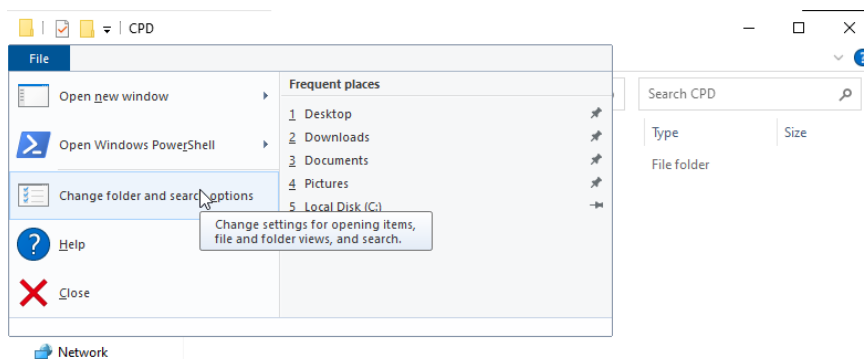 CPD
File
Open new window
Open Windows PowerShell
Change folder and search options
Help
Close
Frequent places
1 Desktop
2 Downloads
3 Documents
4 Pictures
5 Local Disk (C:)
Change settings for opening items,
file and folder views, and search.
Search CPD
Type Size
File folder
Network